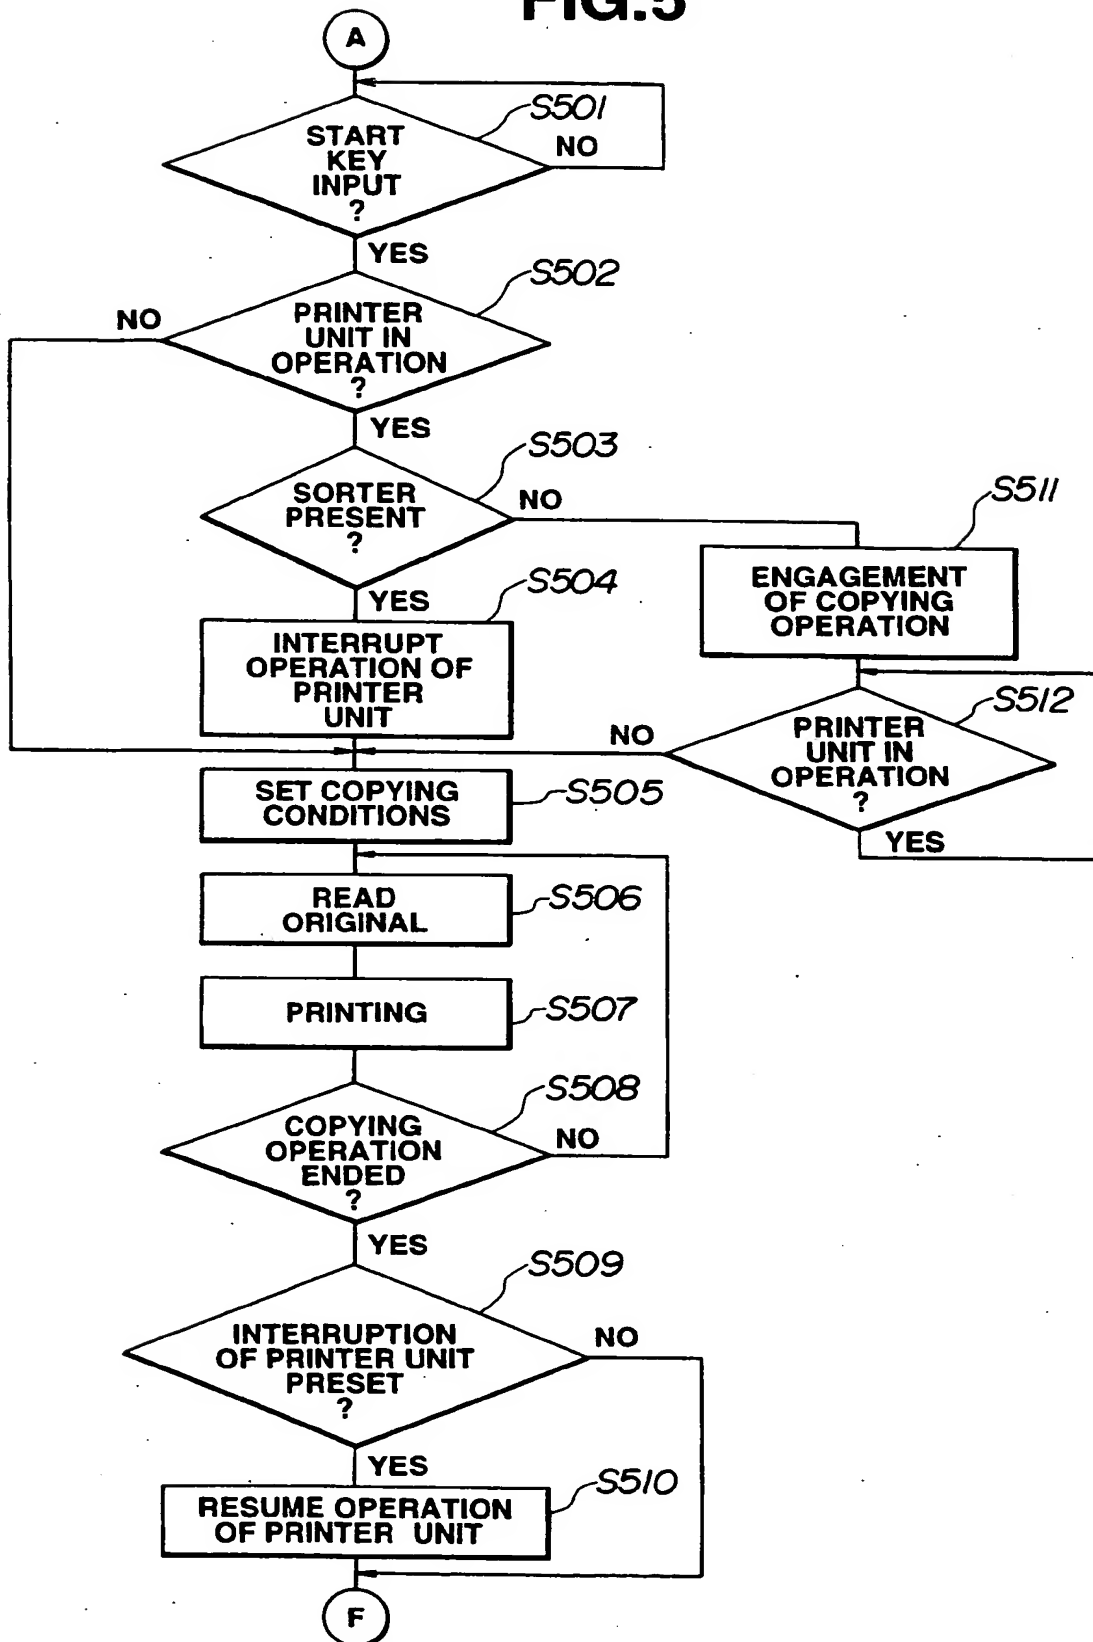 FIG.5
A
S501
START
KEY
INPUT
?
NO
YES
S502
NO
PRINTER
UNIT IN
OPERATION
?
YES
S503
SORTER
PRESENT
?
NO
S511
YES
S504
ENGAGEMENT
OF COPYING
OPERATION
INTERRUPT
OPERATION OF
PRINTER
UNIT
S512
NO
PRINTER
UNIT IN
OPERATION
?
YES
SET COPYING
CONDITIONS
S505
READ
ORIGINAL
S506
PRINTING
S507
S508
COPYING
OPERATION
ENDED
?
NO
YES
S509
INTERRUPTION
OF PRINTER UNIT
PRESET
?
NO
YES
S510
RESUME OPERATION
OF PRINTER UNIT
F